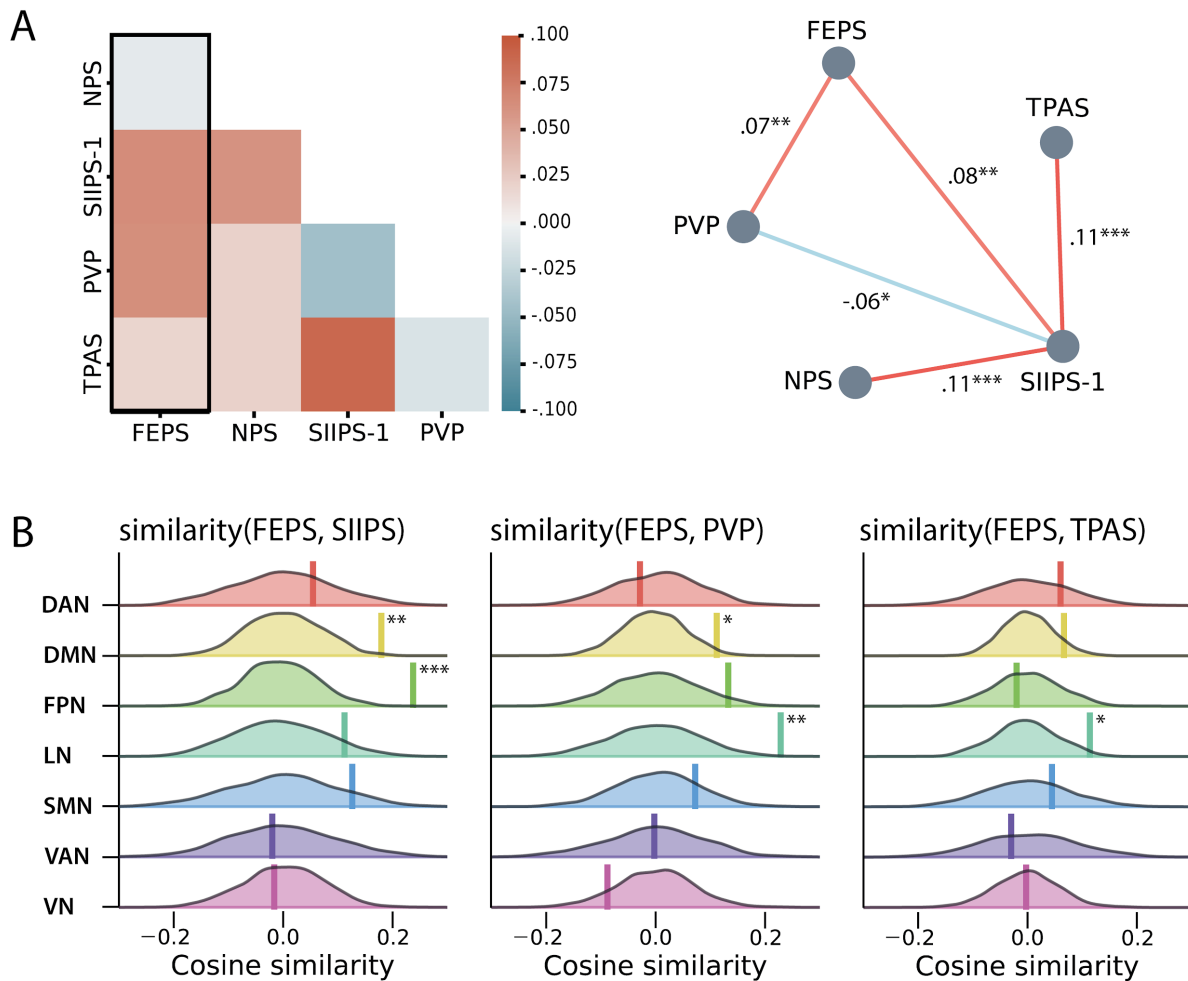 A
NPS
SIIPS-1
PVP
TPAS
FEPS
NPS
SIIPS-1
PVP
.100
.075
.050
.025
.000
-.025
-.050
-.075
-.100
FEPS
TPAS
PVP
NPS
SIIPS-1
.07**
.08**
.11***
-.06*
.11***
B
similarity(FEPS, SIIPS)
similarity(FEPS, PVP)
similarity(FEPS, TPAS)
DAN
DMN
FPN
LN
SMN
VAN
VN
**
***
*
**
*
−0.2 0.0 0.2
−0.2 0.0 0.2
−0.2 0.0 0.2
Cosine similarity
Cosine similarity
Cosine similarity